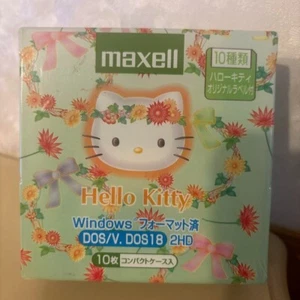 maxell
10種類
ハローキティ
オリジナルラベル付
Hello Kitty
Windows フォーマット済
DOS/V. DOS18 2HD
10枚 コンパクトケース入